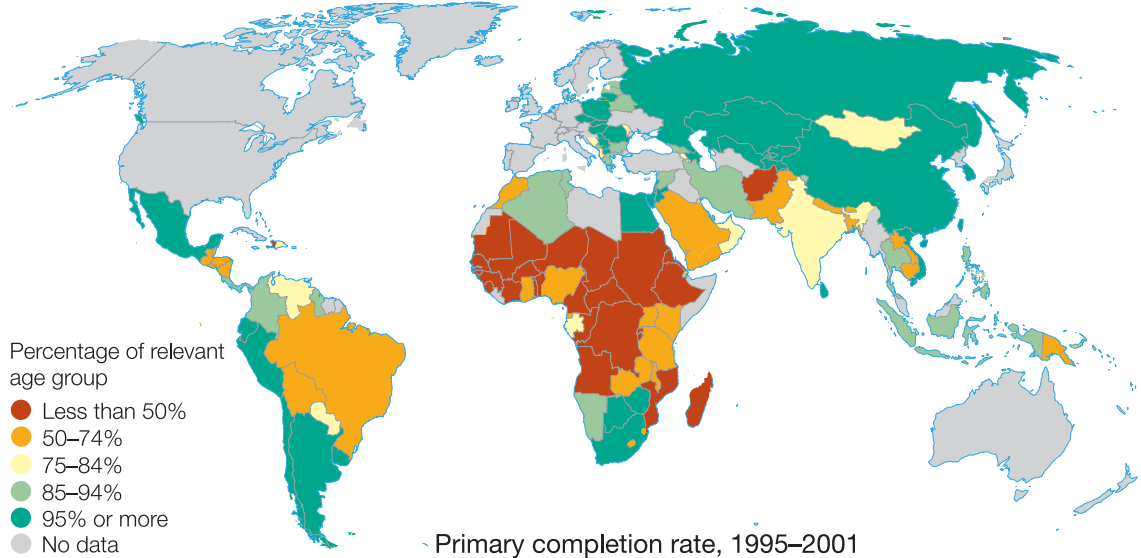 Percentage of relevant
age group
Less than 50%
50–74%
75–84%
85–94%
95% or more
No data
Primary completion rate, 1995–2001